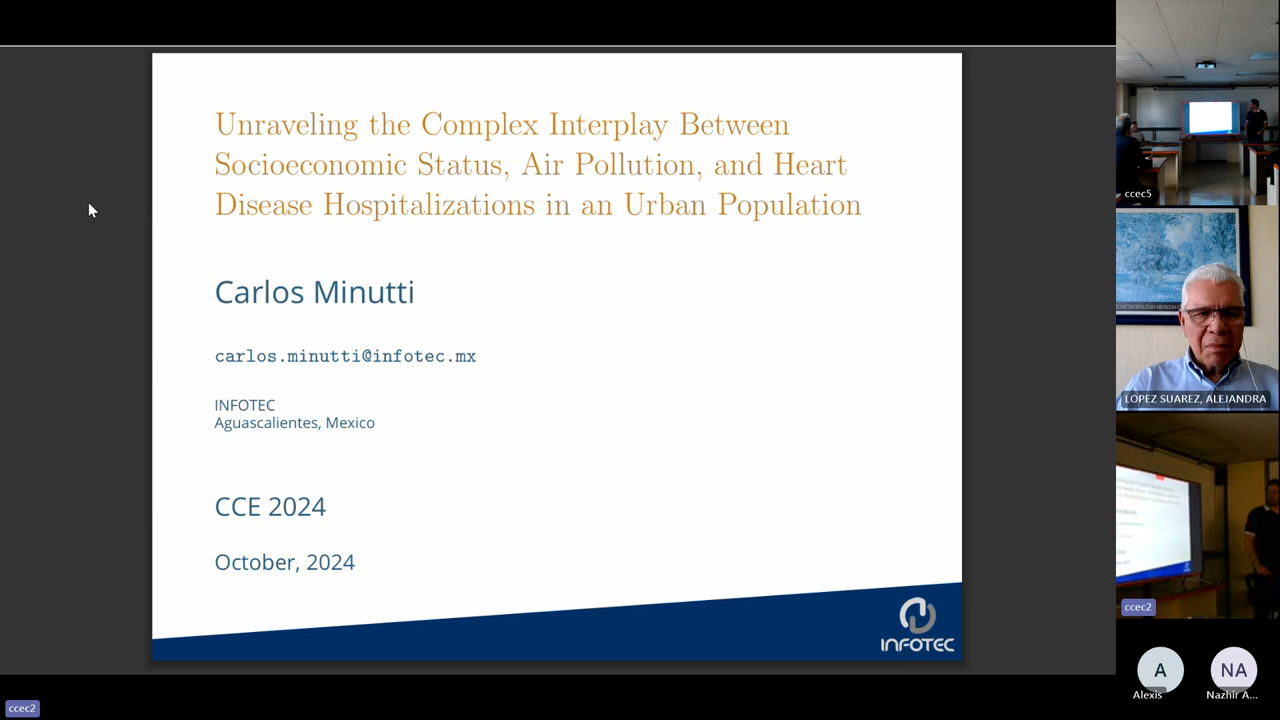 Unraveling the Complex Interplay Between
Socioeconomic Status, Air Pollution, and Heart
Disease Hospitalizations in an Urban Population
Carlos Minutti
carlos.minutti@infotec.mx
INFOTEC
Aguascalientes, Mexico
CCE 2024
October, 2024
INFOTEC
ccec2
ccec5
METROPOLITAN MUSEUM
LOPEZ SUAREZ, ALEJANDRA
ccec2
A
NA
Alexis
Nazhir A...